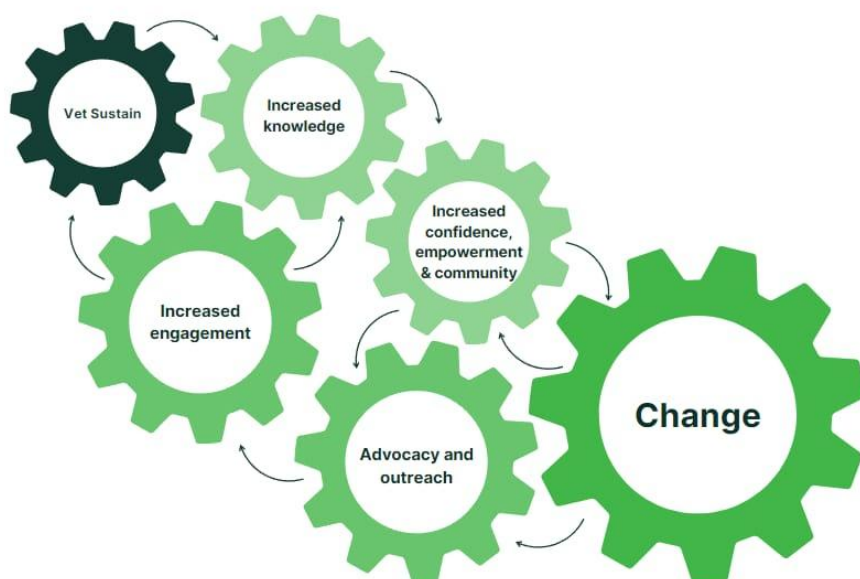 Vet Sustain
Increased
knowledge
Increased
confidence,
empowerment
& community
Increased
engagement
Change
Advocacy and
outreach